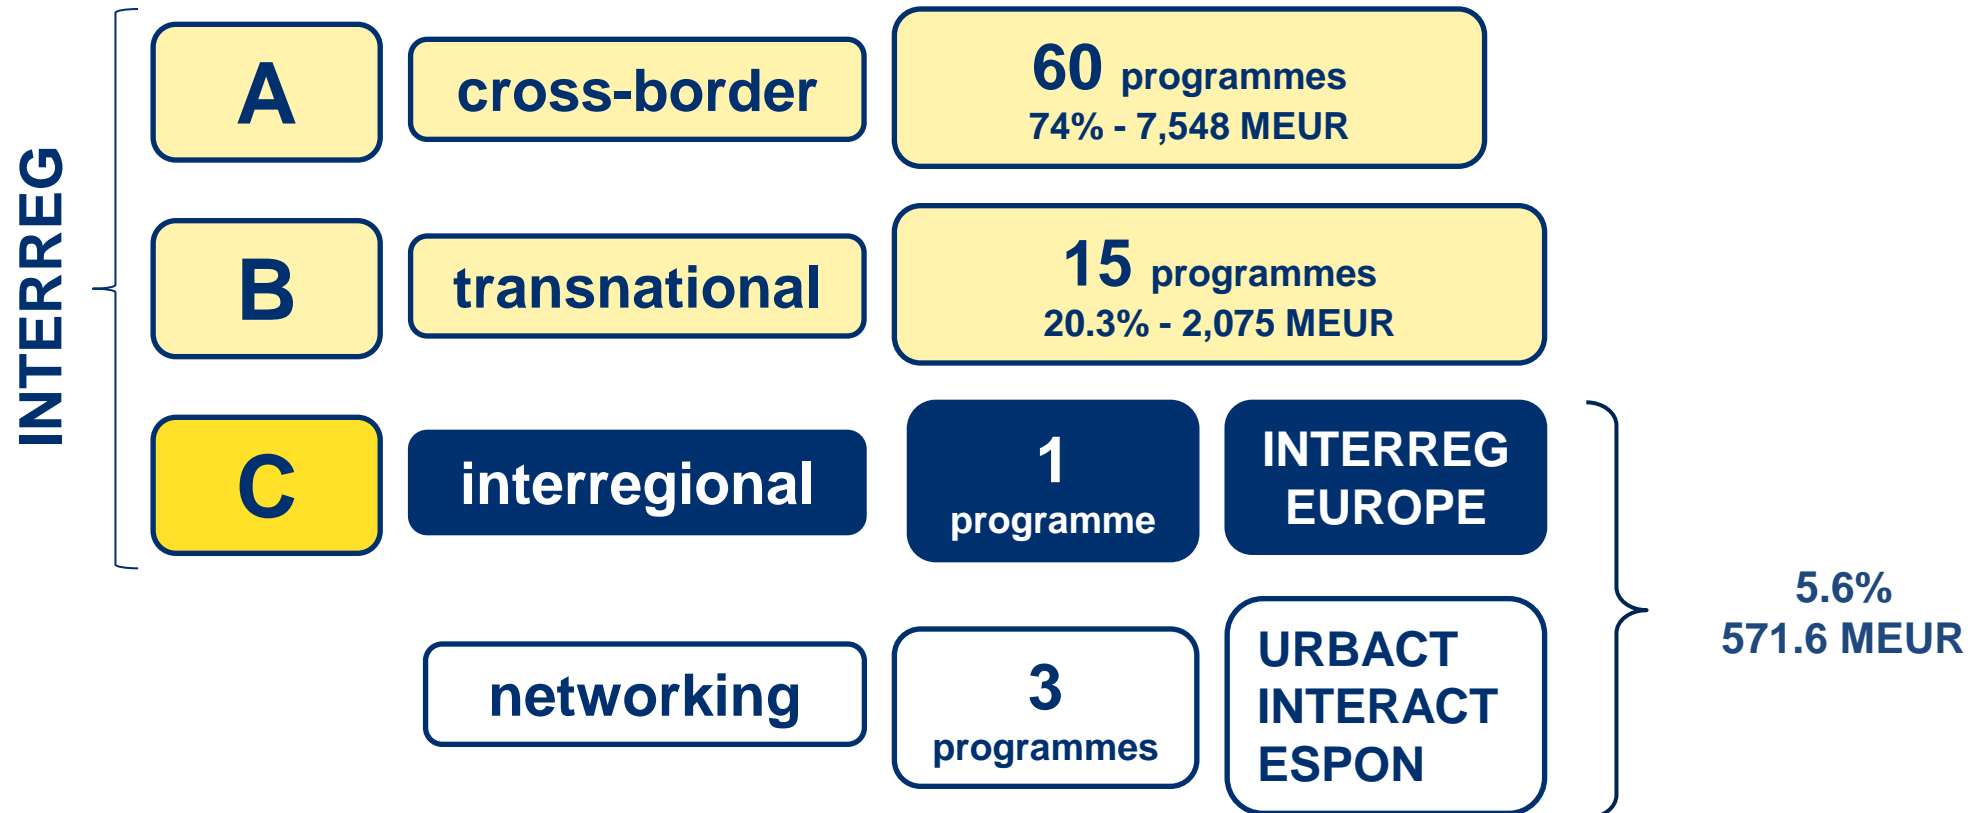 INTERREG
A
cross-border
60 programmes
74% - 7,548 MEUR
B
transnational
15 programmes
20.3% - 2,075 MEUR
C
interregional
1
programme
INTERREG
EUROPE
networking
3
programmes
URBACT
INTERACT
ESPON
5.6%
571.6 MEUR